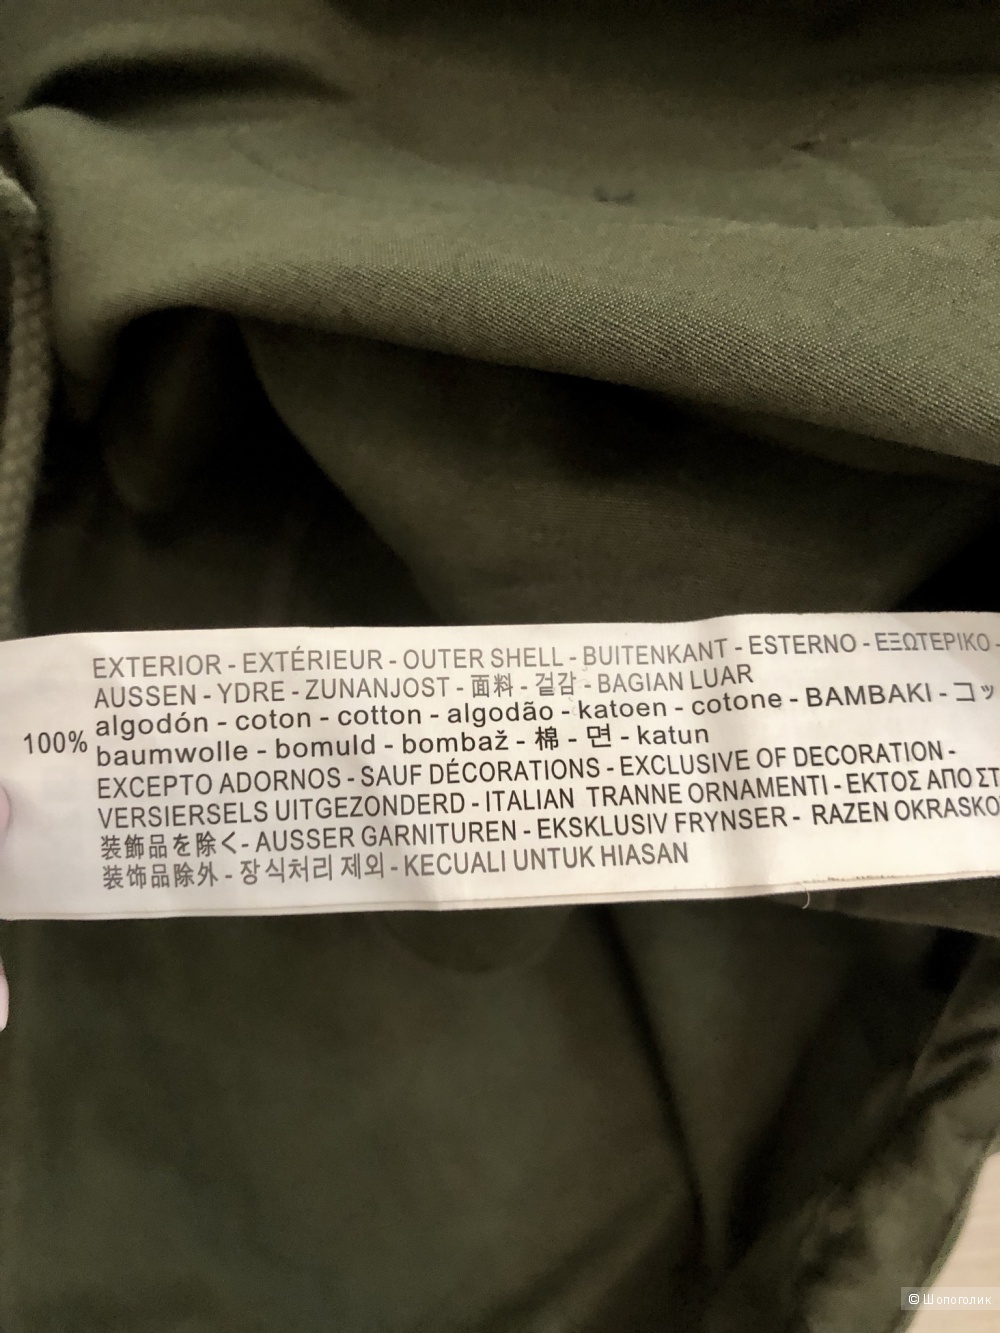 EXTERIOR - EXTÉRIEUR - OUTER SHELL - BUITENKANT - ESTERNO - ΕΞΩΤΕΡΙΚΟ -
AUSSEN - YDRE - ZUNANJOST - 面料 - 겉감 - BAGIAN LUAR
100% algodón - coton - cotton - algodão - katoen - cotone - BAMBAKI - コッ
baumwolle - bomuld - bombaž - 棉 - 면 - katun
EXCEPTO ADORNOS - SAUF DÉCORATIONS - EXCLUSIVE OF DECORATION -
VERSIERSELS UITGEZONDERD - ITALIAN TRANNE ORNAMENTI - ΕΚΤΟΣ ΑΠΟ ΣΤ
装飾品を除く- AUSSER GARNITUREN - EKSKLUSIV FRYNSER - RAZEN OKRASKO
装饰品除外 - 장식처리 제외 - KECUALI UNTUK HIASAN
© Шопоголик